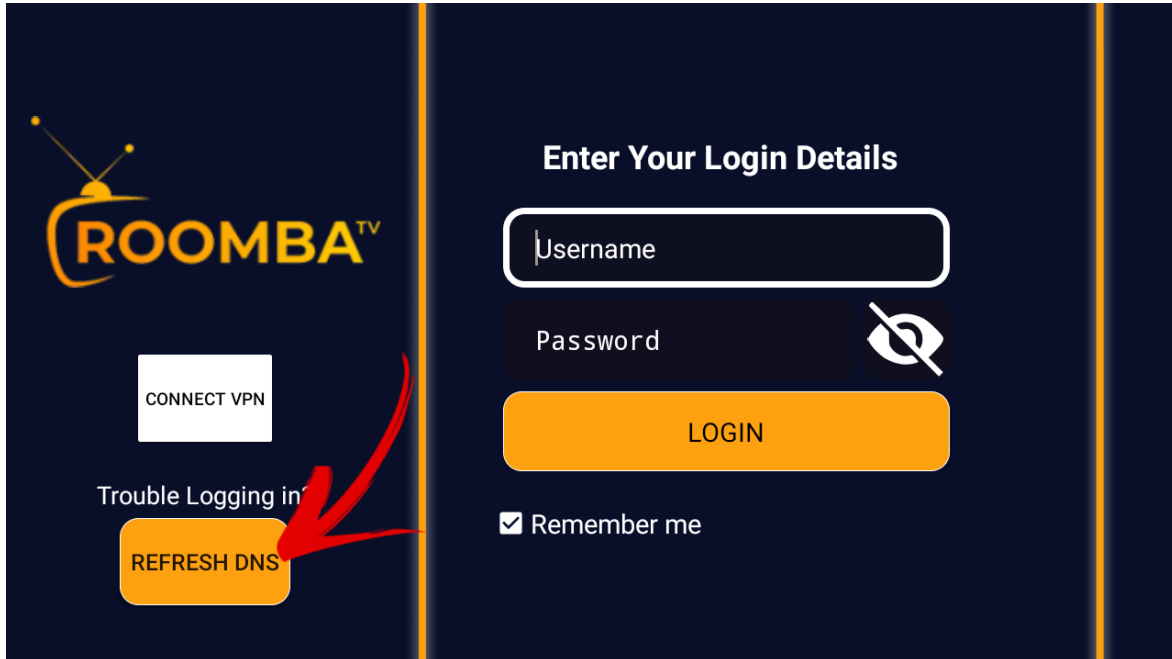 ROOMBA TV
CONNECT VPN
Trouble Logging in?
REFRESH DNS
Enter Your Login Details
Username
Password
LOGIN
Remember me